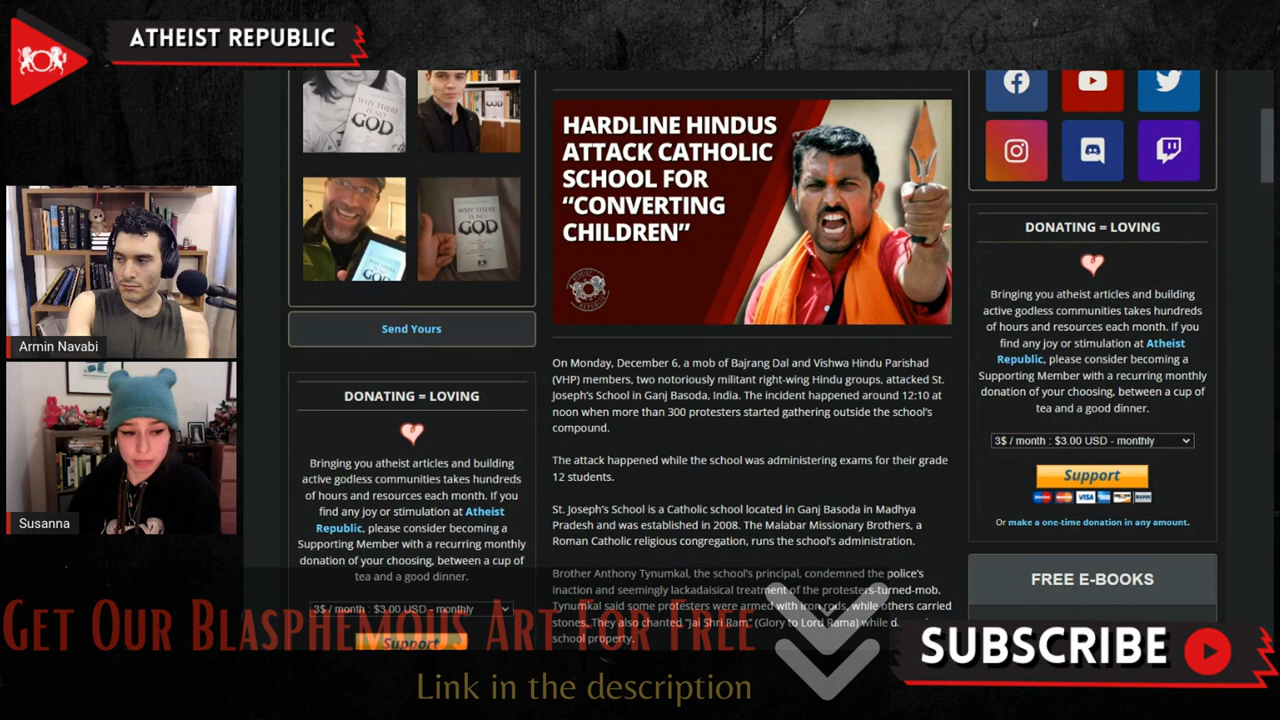 ATHEIST REPUBLIC
Armin Navabi
Susanna
WHY THERE
IS NO
GOD
GOD
GOD
WHY THERE
IS NO
GOD
Send Yours
DONATING = LOVING
Bringing you atheist articles and building
active godless communities takes hundreds
of hours and resources each month. If you
find any joy or stimulation at Atheist
Republic, please consider becoming a
Supporting Member with a recurring monthly
donation of your choosing, between a cup of
tea and a good dinner.
3$ / month : $3.00 USD - monthly
Support
HARDLINE HINDUS
ATTACK CATHOLIC
SCHOOL FOR
“CONVERTING
CHILDREN”
On Monday, December 6, a mob of Bajrang Dal and Vishwa Hindu Parishad
(VHP) members, two notoriously militant right-wing Hindu groups, attacked St.
Joseph's School in Ganj Basoda, India. The incident happened around 12:10 at
noon when more than 300 protesters started gathering outside the school's
compound.
The attack happened while the school was administering exams for their grade
12 students.
St. Joseph's School is a Catholic school located in Ganj Basoda in Madhya
Pradesh and was established in 2008. The Malabar Missionary Brothers, a
Roman Catholic religious congregation, runs the school's administration.
Brother Anthony Tynumkal, the school's principal, condemned the police's
inaction and seemingly lackadaisical treatment of the protesters-turned-mob.
Tynumkal said some protesters were armed with iron rods, while others carried
stones. They also chanted "Jai Shri Ram" (Glory to Lord Rama) while
school property.
DONATING = LOVING
Bringing you atheist articles and building
active godless communities takes hundreds
of hours and resources each month. If you
find any joy or stimulation at Atheist
Republic, please consider becoming a
Supporting Member with a recurring monthly
donation of your choosing, between a cup of
tea and a good dinner.
3$ / month : $3.00 USD - monthly
Support
VISA
Or make a one-time donation in any amount.
FREE E-BOOKS
GET OUR BLASPHEMOUS ART FOR FREE
Link in the description
SUBSCRIBE